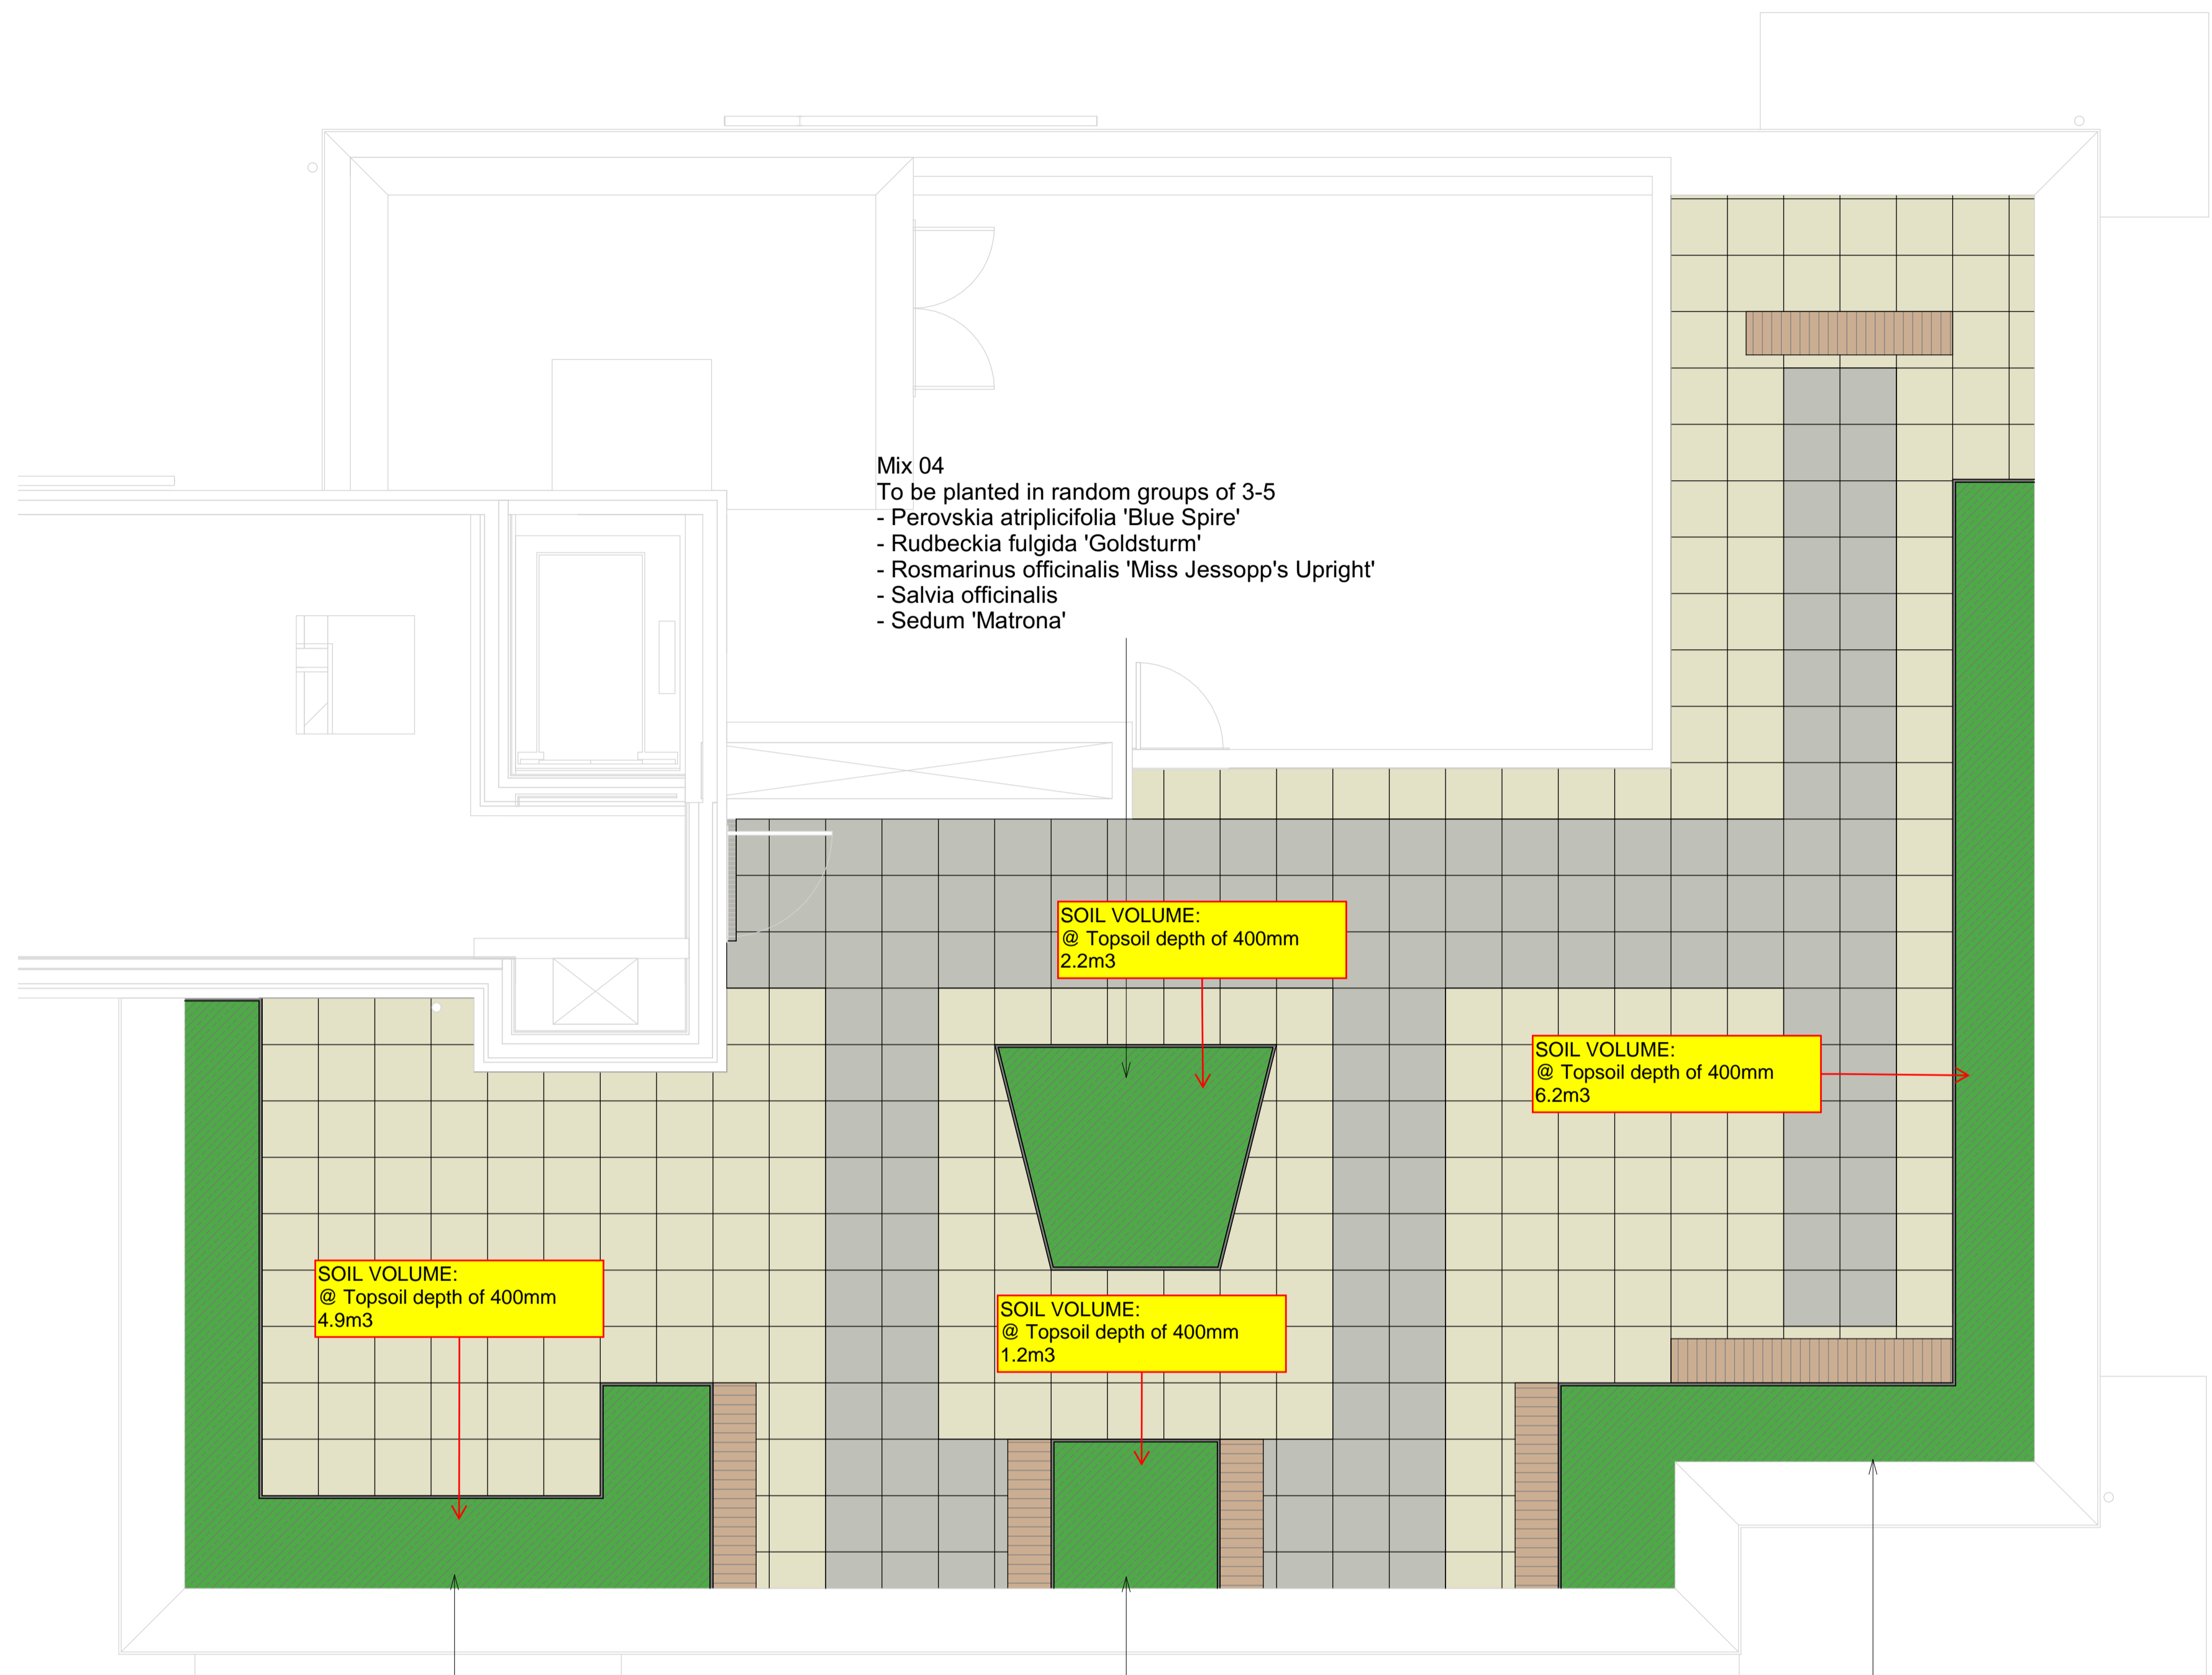 Mix 04
To be planted in random groups of 3-5
- Perovskia atriplicifolia 'Blue Spire'
- Rudbeckia fulgida 'Goldsturm'
- Rosmarinus officinalis 'Miss Jessopp's Upright'
- Salvia officinalis
- Sedum 'Matrona'
SOIL VOLUME:
@ Topsoil depth of 400mm
2.2m3
SOIL VOLUME:
@ Topsoil depth of 400mm
6.2m3
SOIL VOLUME:
@ Topsoil depth of 400mm
4.9m3
SOIL VOLUME:
@ Topsoil depth of 400mm
1.2m3